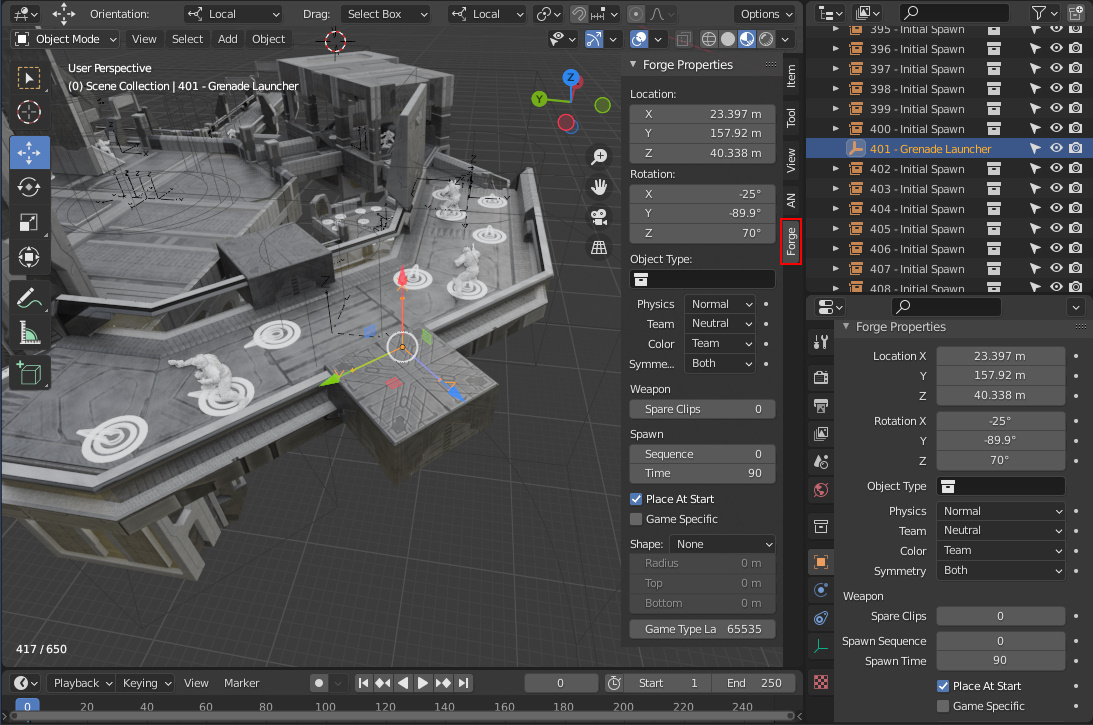 Orientation: Local Drag: Select Box Local Options
Object Mode View Select Add Object
User Perspective
(0) Scene Collection | 401 - Grenade Launcher
Z
Y
Z
Z
417 / 650
Forge Properties
Location:
X 23.397 m
Y 157.92 m
Z 40.338 m
Rotation:
X -25°
Y -89.9°
Z 70°
Object Type:
Physics Normal
Team Neutral
Color Team
Symme... Both
Weapon
Spare Clips 0
Spawn
Sequence 0
Time 90
Place At Start
Game Specific
Shape: None
Radius 0 m
Top 0 m
Bottom 0 m
Game Type La 65535
Item
Tool
View
AN
Forge
395 - Initial Spawn
396 - Initial Spawn
397 - Initial Spawn
398 - Initial Spawn
399 - Initial Spawn
400 - Initial Spawn
401 - Grenade Launcher
402 - Initial Spawn
403 - Initial Spawn
404 - Initial Spawn
405 - Initial Spawn
406 - Initial Spawn
407 - Initial Spawn
408 - Initial Spawn
Forge Properties
Location X 23.397 m
Y 157.92 m
Z 40.338 m
Rotation X -25°
Y -89.9°
Z 70°
Object Type
Physics Normal
Team Neutral
Color Team
Symmetry Both
Weapon
Spare Clips 0
Spawn Sequence 0
Spawn Time 90
Place At Start
Game Specific
Playback Keying View Marker 0 Start 1 End 250
0 20 40 60 80 100 120 140 160 180 200 220 240